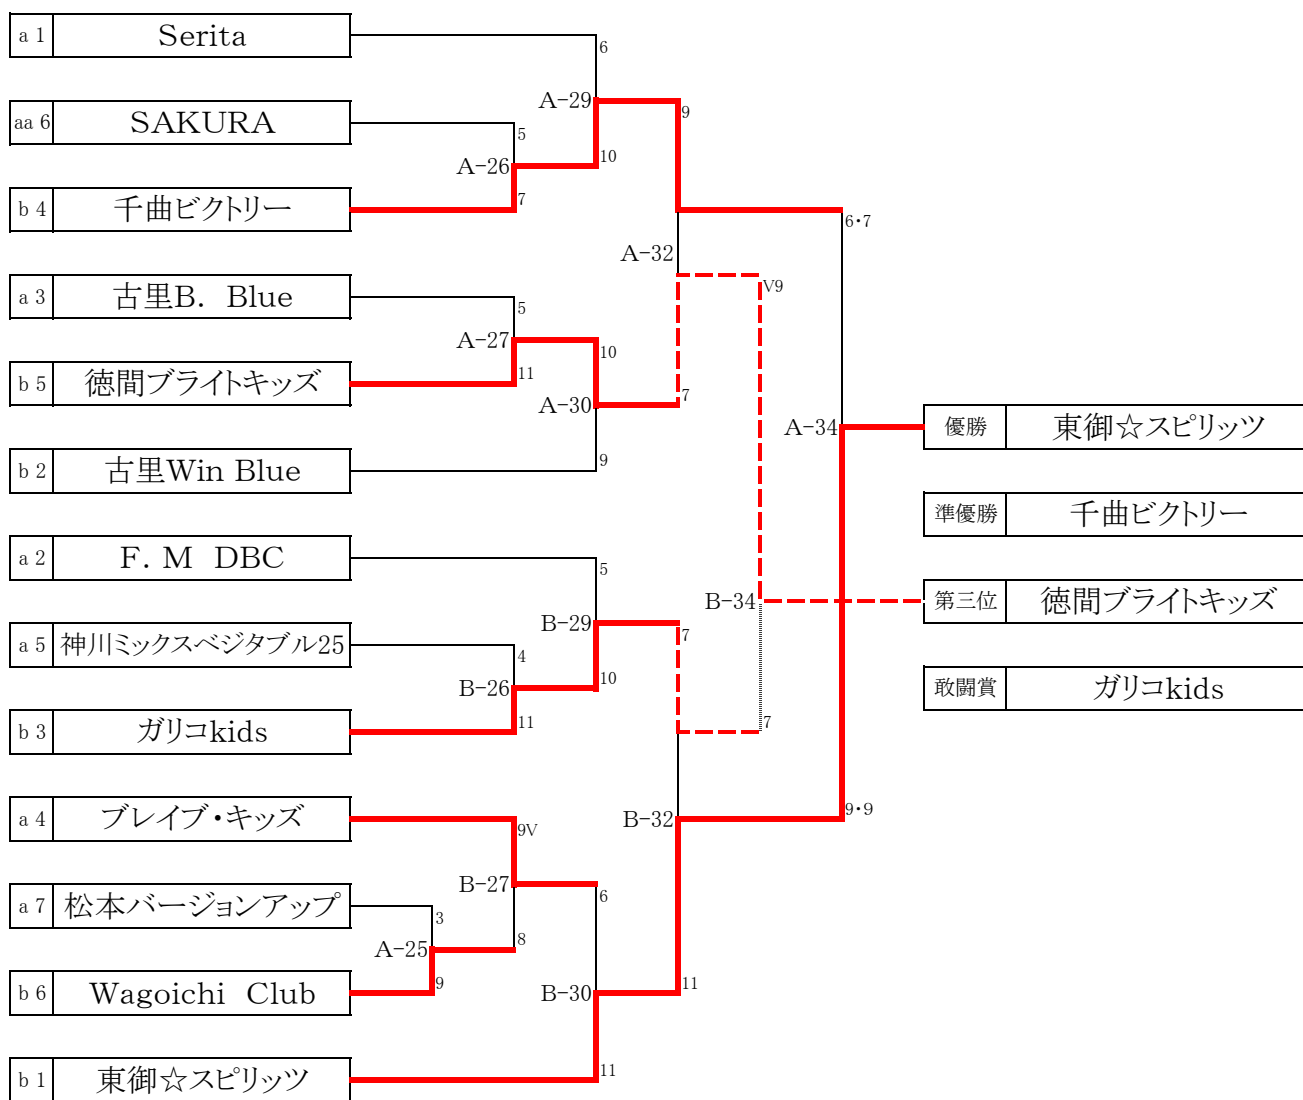 a 1 Serita
6
A-29
9
aa 6 SAKURA
5
A-26
10
b 4 千曲ビクトリー
7
6・7
A-32
a 3 古里B. Blue
5
V9
A-27
10
b 5 徳間ブライトキッズ
11
7
A-30
A-34
優勝 東御☆スピリッツ
b 2 古里Win Blue
9
準優勝 千曲ビクトリー
a 2 F. M DBC
5
B-34
第三位 徳間ブライトキッズ
B-29
7
a 5 神川ミックスベジタブル25
4
B-26
10
敢闘賞 ガリコkids
b 3 ガリコkids
11
7
a 4 ブレイブ・キッズ
9V
B-32
9・9
B-27
6
a 7 松本バージョンアップ
3
8
A-25
b 6 Wagoichi Club
9
B-30
11
b 1 東御☆スピリッツ
11